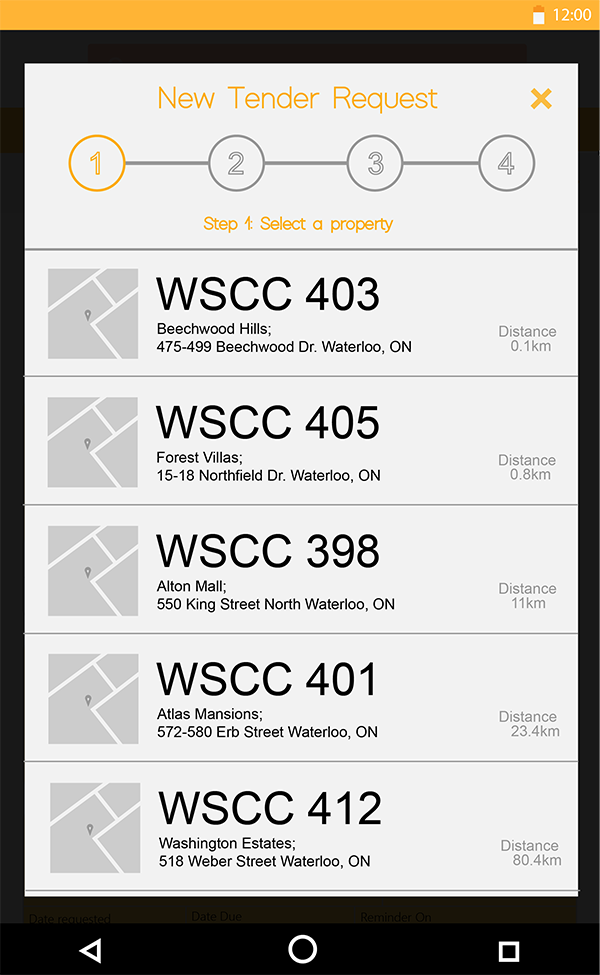 12:00
New Tender Request
1 2 3 4
Step 1: Select a property
WSCC 403
Beechwood Hills;
475-499 Beechwood Dr. Waterloo, ON
Distance
0.1km
WSCC 405
Forest Villas;
15-18 Northfield Dr. Waterloo, ON
Distance
0.8km
WSCC 398
Alton Mall;
550 King Street North Waterloo, ON
Distance
11km
WSCC 401
Atlas Mansions;
572-580 Erb Street Waterloo, ON
Distance
23.4km
WSCC 412
Washington Estates;
518 Weber Street Waterloo, ON
Distance
80.4km
Date requested Date Due Reminder On